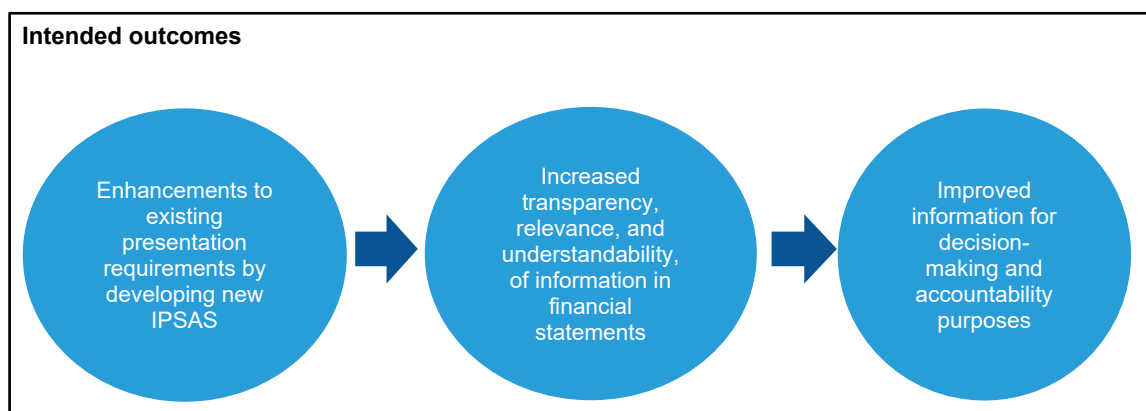 Intended outcomes
Enhancements to
existing
presentation
requirements by
developing new
IPSAS
Increased
transparency,
relevance, and
understandability,
of information in
financial
statements
Improved
information for
decision-
making and
accountability
purposes